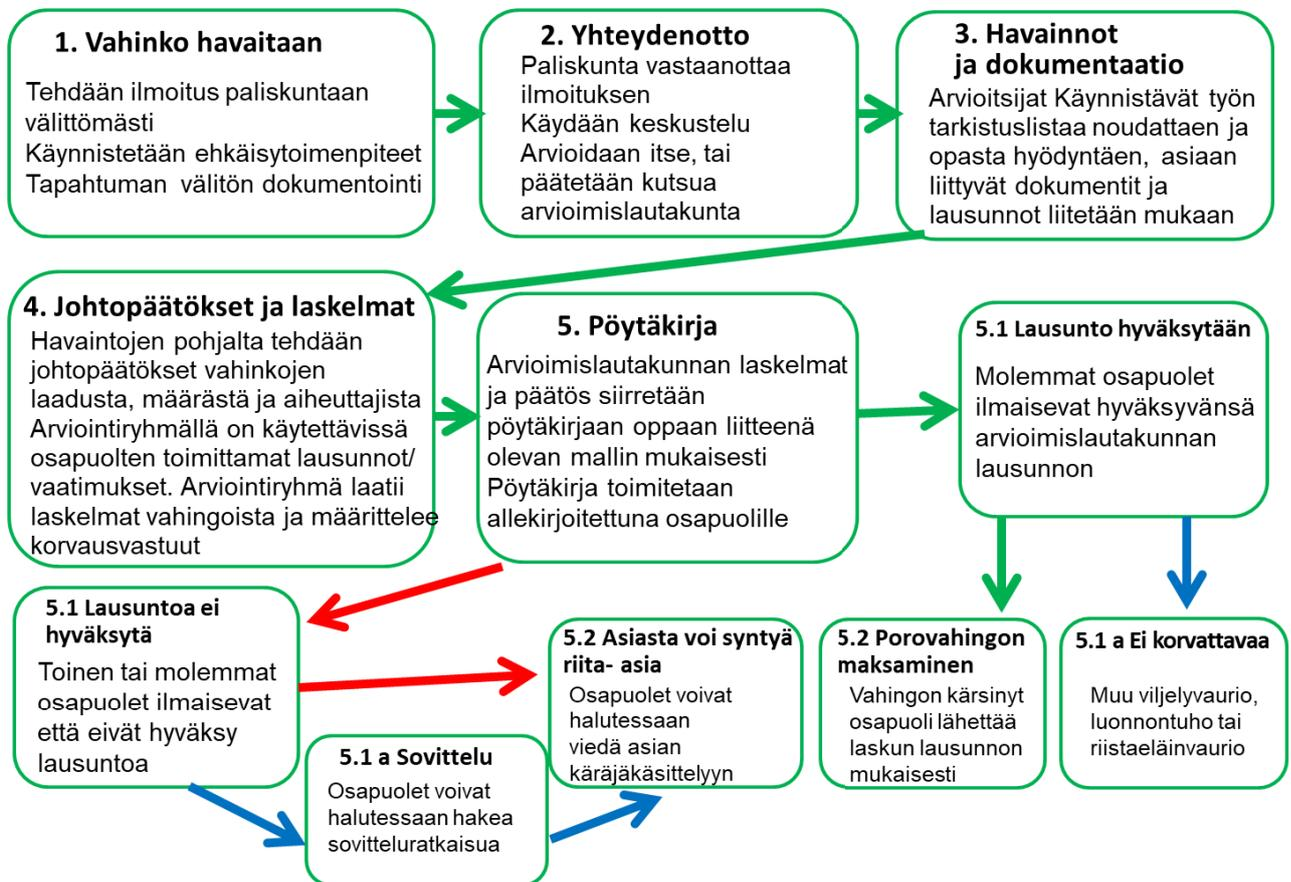 1. Vahinko havaitaan
Tehdään ilmoitus paliskuntaan
välittömästi
Käynnistetään ehkäisytoimenpiteet
Tapahtuman välitön dokumentointi
2. Yhteydenotto
Paliskunta vastaanottaa
ilmoituksen
Käydään keskustelu
Arvioidaan itse, tai
päätetään kutsua
arvioimislautakunta
3. Havainnot
ja dokumentaatio
Arvioitsijat Käynnistävät työn
tarkistuslistaa noudattaen ja
opasta hyödyntäen, asiaan
liittyvät dokumentit ja
lausunnot liitetään mukaan
4. Johtopäätökset ja laskelmat
Havaintojen pohjalta tehdään
johtopäätökset vahinkojen
laadusta, määrästä ja aiheuttajista
Arviointiryhmällä on käytettävissä
osapuolten toimittamat lausunnot/
vaatimukset. Arviointiryhmä laatii
laskelmat vahingoista ja määrittelee
korvausvastuut
5. Pöytäkirja
Arvioimislautakunnan laskelmat
ja päätös siirretään
pöytäkirjaan oppaan liitteenä
olevan mallin mukaisesti
Pöytäkirja toimitetaan
allekirjoitettuna osapuolille
5.1 Lausunto hyväksytään
Molemmat osapuolet
ilmaisevat hyväksyvänsä
arvioimislautakunnan
lausunnon
5.1 Lausuntoa ei
hyväksytä
Toinen tai molemmat
osapuolet ilmaisevat
että eivät hyväksy
lausuntoa
5.1 a Sovittelu
Osapuolet voivat
halutessaan hakea
sovitteluratkaisua
5.2 Asiasta voi syntyä
riita- asia
Osapuolet voivat
halutessaan
viedä asian
käräjäkäsittelyyn
5.2 Porovahingon
maksaminen
Vahingon kärsinyt
osapuoli lähettää
laskun lausunnon
mukaisesti
5.1 a Ei korvattavaa
Muu viljelyvaurio,
luonnontuho tai
riistaeläinvaurio